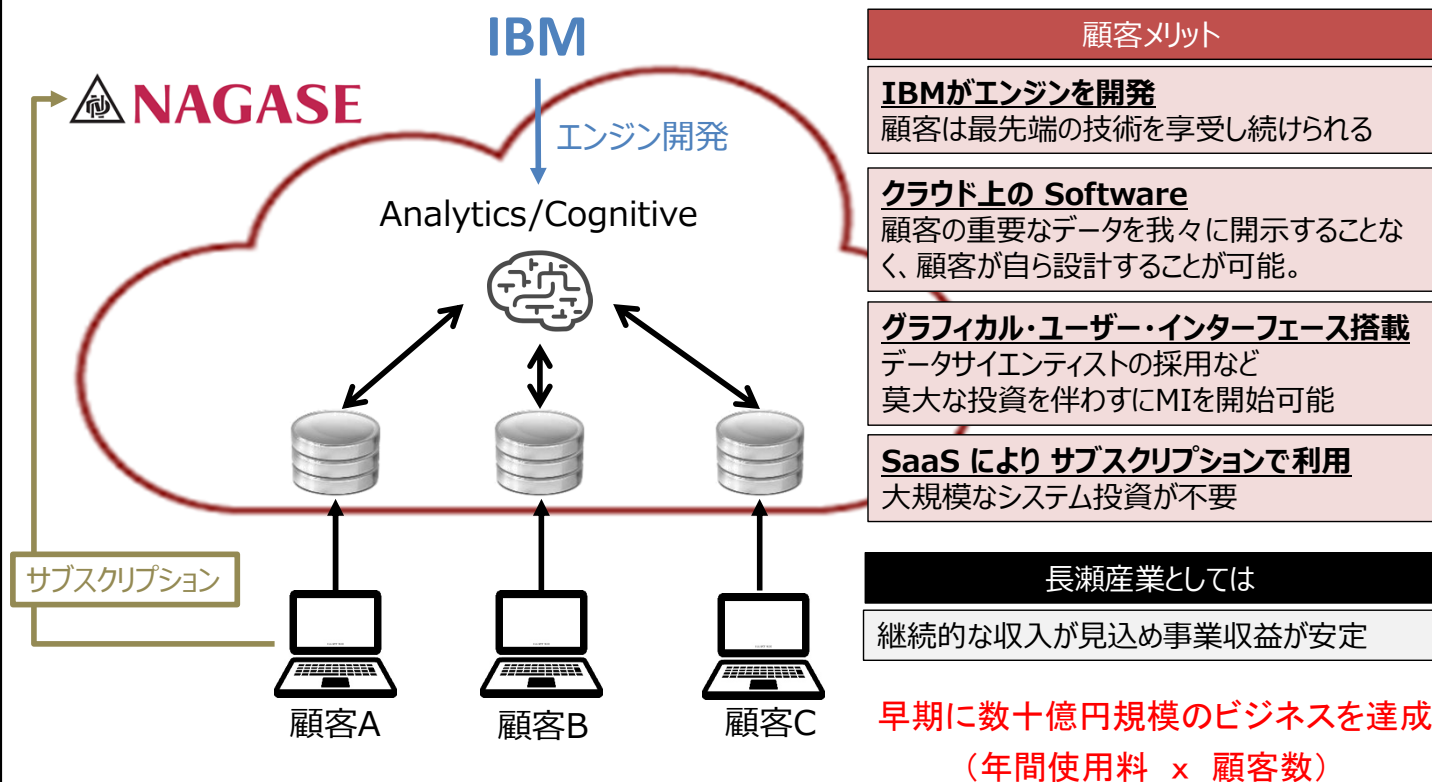 IBM
NAGASE
エンジン開発
Analytics/Cognitive
サブスクリプション
顧客A
顧客B
顧客C
顧客メリット
IBMがエンジンを開発
顧客は最先端の技術を享受し続けられる
クラウド上の Software
顧客の重要なデータを我々に開示することな
く、顧客が自ら設計することが可能。
グラフィカル・ユーザー・インターフェース搭載
データサイエンティストの採用など
莫大な投資を伴わすにMIを開始可能
SaaS により サブスクリプションで利用
大規模なシステム投資が不要
長瀬産業としては
継続的な収入が見込め事業収益が安定
早期に数十億円規模のビジネスを達成
（年間使用料 x 顧客数）